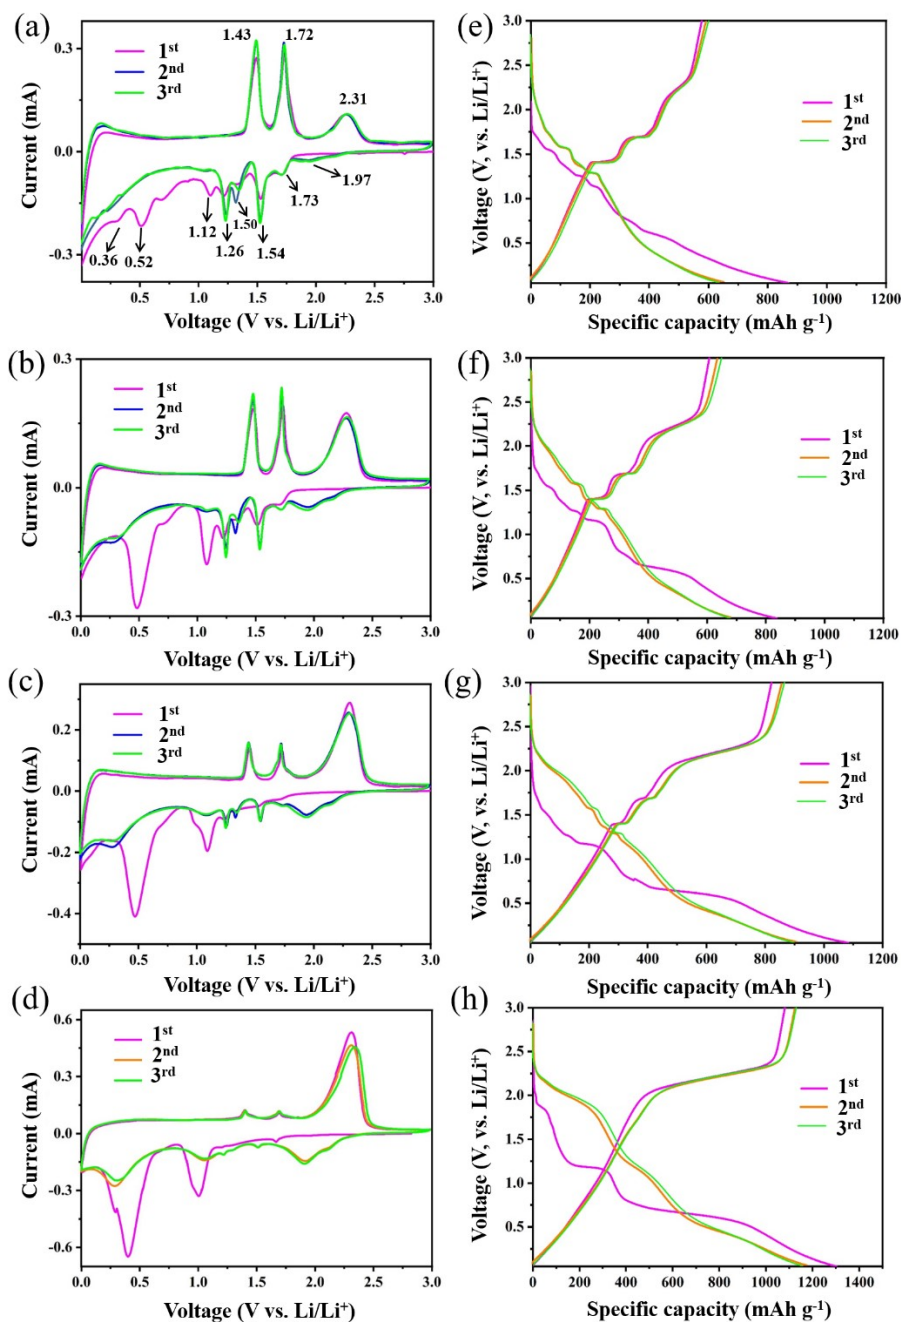 (a)
0.3
0.0
-0.3
Current (mA)
1st
2nd
3rd
1.43
1.72
2.31
1.97
1.73
1.50
1.12
1.26
1.54
0.36
0.52
0.5
1.0
1.5
2.0
2.5
3.0
Voltage (V vs. Li/Li+)
(e)
3.0
2.5
2.0
1.5
1.0
0.5
Voltage (V, vs. Li/Li+)
1st
2nd
3rd
0
200
400
600
800
1000
1200
Specific capacity (mAh g-1)
(b)
0.3
0.0
-0.3
Current (mA)
1st
2nd
3rd
0.0
0.5
1.0
1.5
2.0
2.5
3.0
Voltage (V vs. Li/Li+)
(f)
3.0
2.5
2.0
1.5
1.0
0.5
Voltage (V, vs. Li/Li+)
1st
2nd
3rd
0
200
400
600
800
1000
1200
Specific capacity (mAh g-1)
(c)
0.2
0.0
-0.2
-0.4
Current (mA)
1st
2nd
3rd
0.0
0.5
1.0
1.5
2.0
2.5
3.0
Voltage (V vs. Li/Li+)
(g)
3.0
2.5
2.0
1.5
1.0
0.5
Voltage (V, vs. Li/Li+)
1st
2nd
3rd
0
200
400
600
800
1000
1200
Specific capacity (mAh g-1)
(d)
0.6
0.3
0.0
-0.3
-0.6
Current (mA)
1st
2nd
3rd
0.0
0.5
1.0
1.5
2.0
2.5
3.0
Voltage (V vs. Li/Li+)
(h)
3.0
2.5
2.0
1.5
1.0
0.5
Voltage (V, vs. Li/Li+)
1st
2nd
3rd
0
200
400
600
800
1000
1200
1400
1500
Specific capacity (mAh g-1)